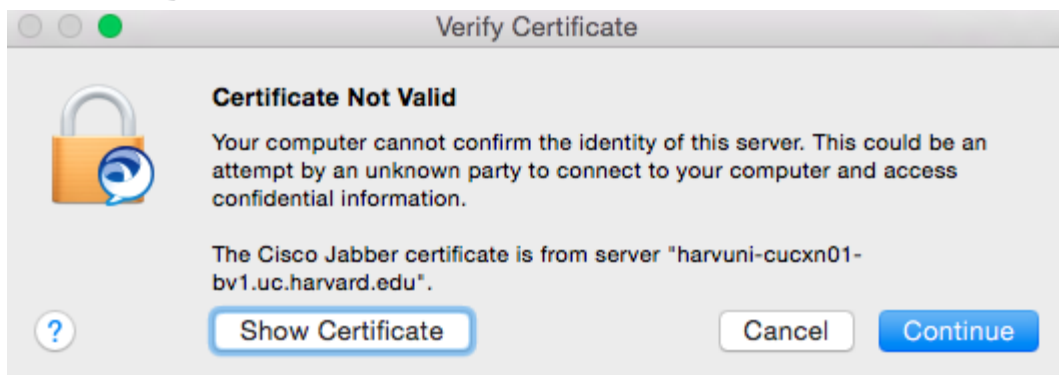 Verify Certificate
Certificate Not Valid
Your computer cannot confirm the identity of this server. This could be an
attempt by an unknown party to connect to your computer and access
confidential information.
The Cisco Jabber certificate is from server "harvuni-cucxn01-
bv1.uc.harvard.edu".
? Show Certificate Cancel Continue